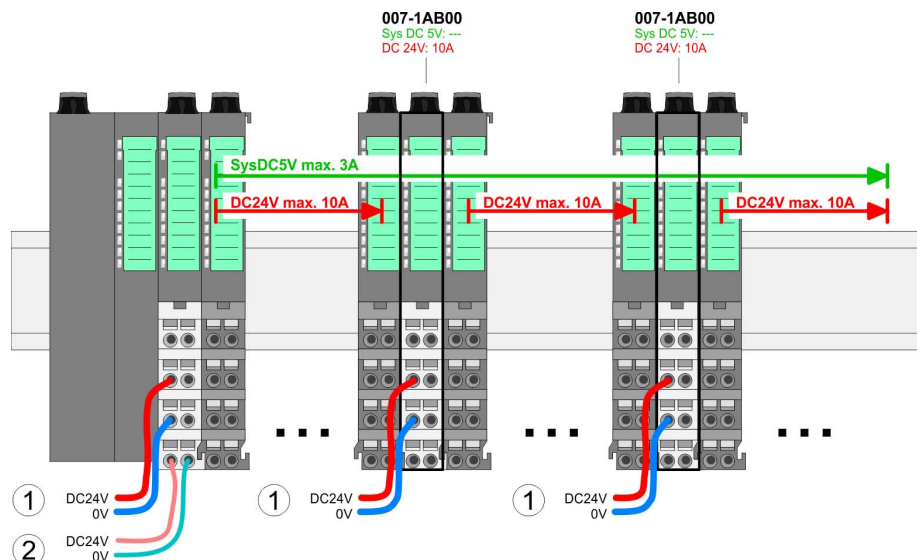 007-1AB00
Sys DC 5V: ---
DC 24V: 10A
007-1AB00
Sys DC 5V: ---
DC 24V: 10A
SysDC5V max. 3A
DC24V max. 10A
DC24V max. 10A
DC24V max. 10A
1
DC24V
0V
1
DC24V
0V
1
DC24V
0V
2
DC24V
0V